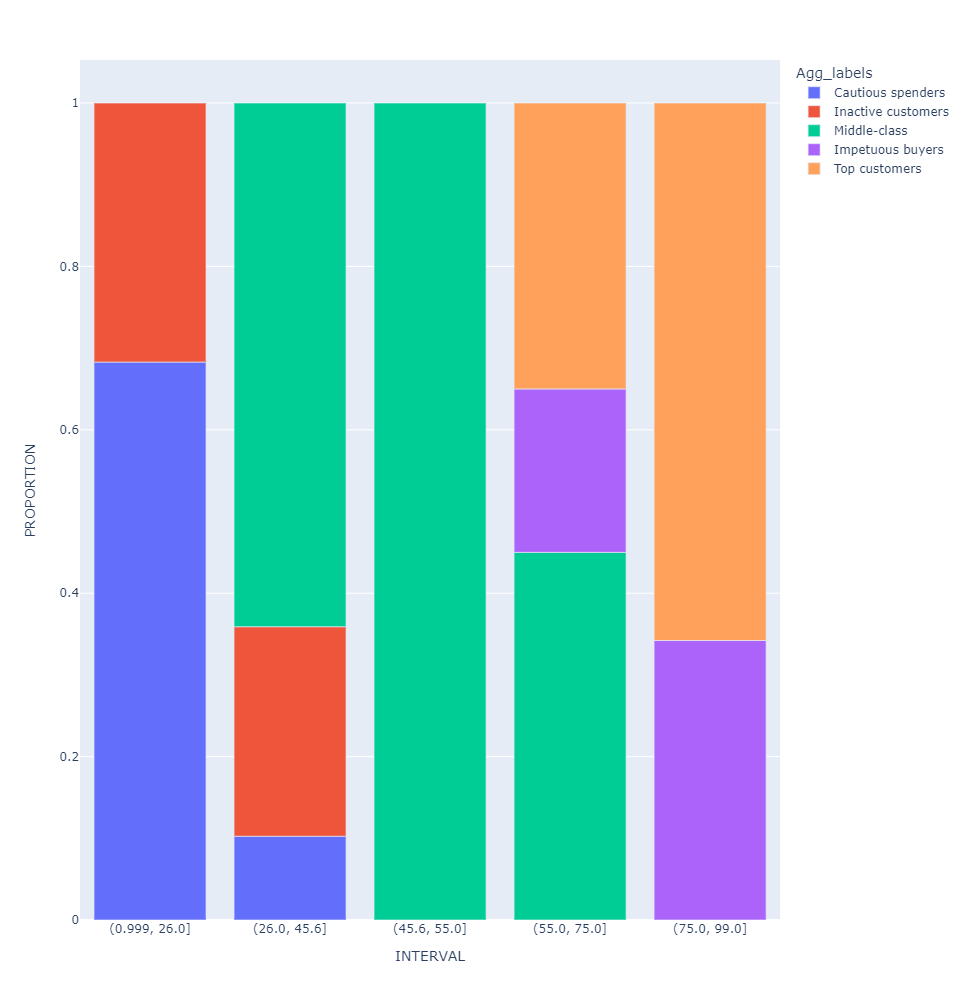 Agg_labels
Cautious spenders
Inactive customers
Middle-class
Impetuous buyers
Top customers
1
0.8
0.6
0.4
0.2
0
PROPORTION
(0.999, 26.0]
(26.0, 45.6]
(45.6, 55.0]
(55.0, 75.0]
(75.0, 99.0]
INTERVAL